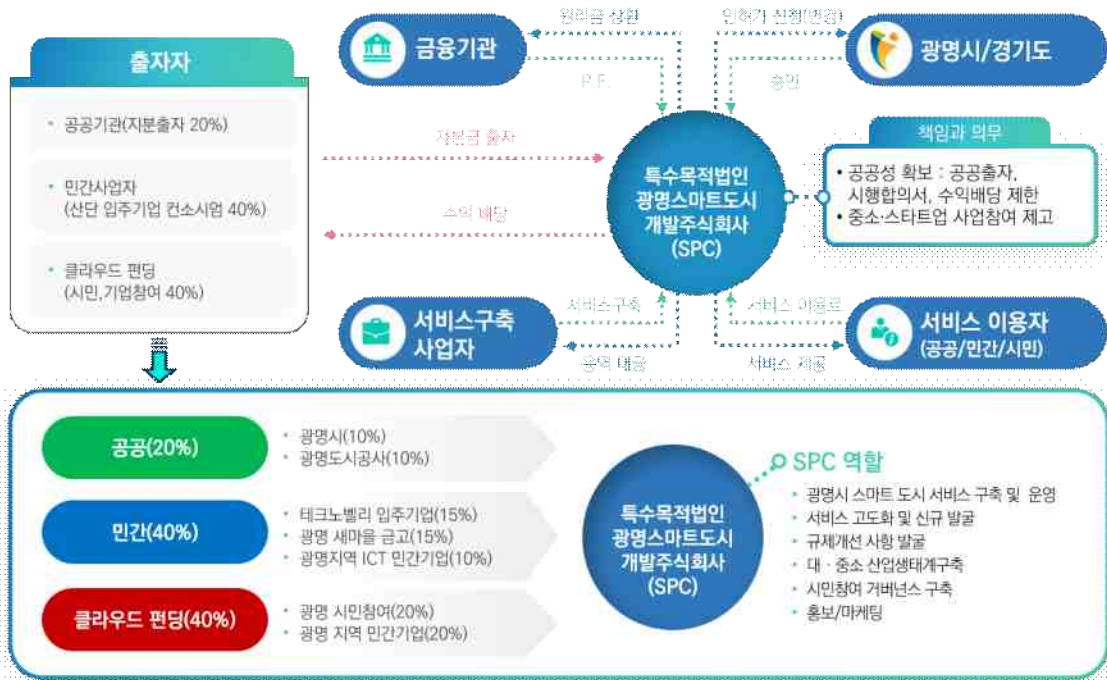 출자자
• 공공기관(지분출자 20%)
• 민간사업자
(산단 입주기업 컨소시엄 40%)
• 클라우드 펀딩
(시민,기업참여 40%)
금융기관
원리금 상환
P.F.
인허가 신청(변경)
승인
광명시/경기도
자본금 출자
수익 배당
특수목적법인
광명스마트도시
개발주식회사
(SPC)
책임과 의무
• 공공성 확보 : 공공출자,
시행합의서, 수익배당 제한
• 중소·스타트업 사업참여 제고
서비스구축
사업자
서비스구축
용역 대금
서비스 이용료
서비스 제공
서비스 이용자
(공공/민간/시민)
공공(20%)
• 광명시(10%)
• 광명도시공사(10%)
민간(40%)
• 테크노밸리 입주기업(15%)
• 광명 새마을 금고(15%)
• 광명지역 ICT 민간기업(10%)
클라우드 펀딩(40%)
• 광명 시민참여(20%)
• 광명 지역 민간기업(20%)
특수목적법인
광명스마트도시
개발주식회사
(SPC)
SPC 역할
• 광명시 스마트 도시 서비스 구축 및 운영
• 서비스 고도화 및 신규 발굴
• 규제개선 사항 발굴
• 대·중소 산업생태계구축
• 시민참여 거버넌스 구축
• 홍보/마케팅